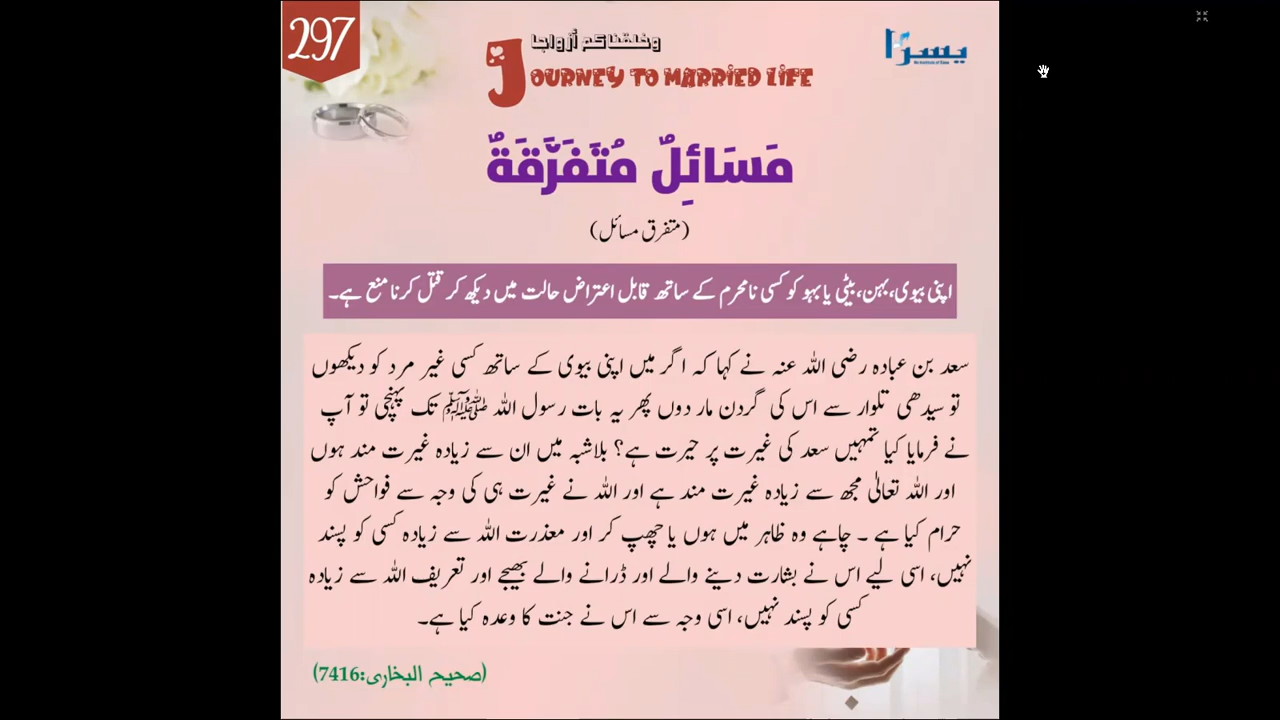 297
وخلقناكم أزواجا
JOURNEY TO MARRIED LIFE
يسرا
مَسَائِلٌ مُتَفَرَّقَةٌ
(متفرق مسائل)
اپنی بیوی، بہن، بیٹی یا بہو کو کسی نامحرم کے ساتھ قابل اعتراض حالت میں دیکھ کر قتل کرنا منع ہے۔
سعد بن عبادہ رضی اللہ عنہ نے کہا کہ اگر میں اپنی بیوی کے ساتھ کسی غیر مرد کو دیکھوں
تو سیدھی تلوار سے اس کی گردن مار دوں پھر یہ بات رسول اللہ ﷺ تک پہنچی تو آپ
نے فرمایا کیا تمہیں سعد کی غیرت پر حیرت ہے؟ بلاشبہ میں ان سے زیادہ غیرت مند ہوں
اور اللہ تعالیٰ مجھ سے زیادہ غیرت مند ہے اور اللہ نے غیرت ہی کی وجہ سے فواحش کو
حرام کیا ہے ۔ چاہے وہ ظاہر میں ہوں یا چھپ کر اور معذرت اللہ سے زیادہ کسی کو پسند
نہیں، اسی لیے اس نے بشارت دینے والے اور ڈرانے والے بھیجے اور تعریف اللہ سے زیادہ
کسی کو پسند نہیں، اسی وجہ سے اس نے جنت کا وعدہ کیا ہے۔
(صحیح البخاری:7416)